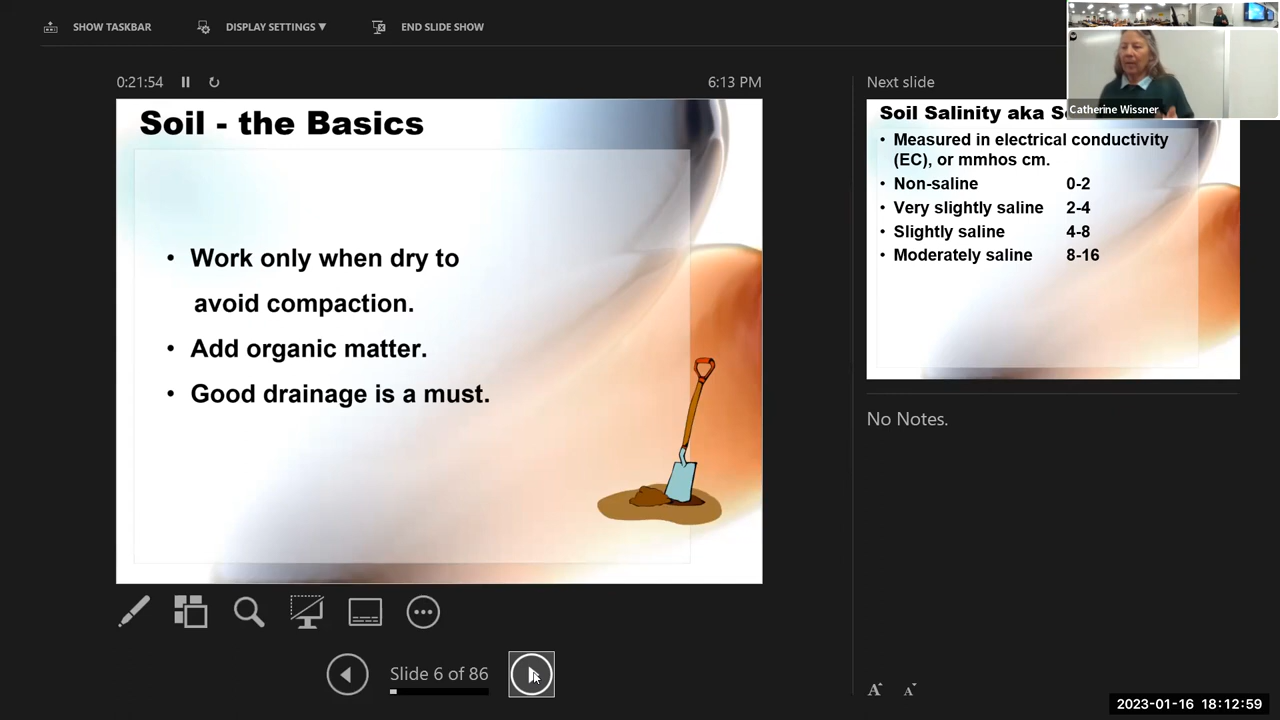 SHOW TASKBAR
DISPLAY SETTINGS ▼
END SLIDE SHOW
0:21:54
6:13 PM
Soil - the Basics
• Work only when dry to
avoid compaction.
• Add organic matter.
• Good drainage is a must.
Slide 6 of 86
Next slide
Catherine Wissner
Soil Salinity aka
• Measured in electrical conductivity
(EC), or mmhos cm.
• Non-saline 0-2
• Very slightly saline 2-4
• Slightly saline 4-8
• Moderately saline 8-16
No Notes.
A A
2023-01-16 18:12:59